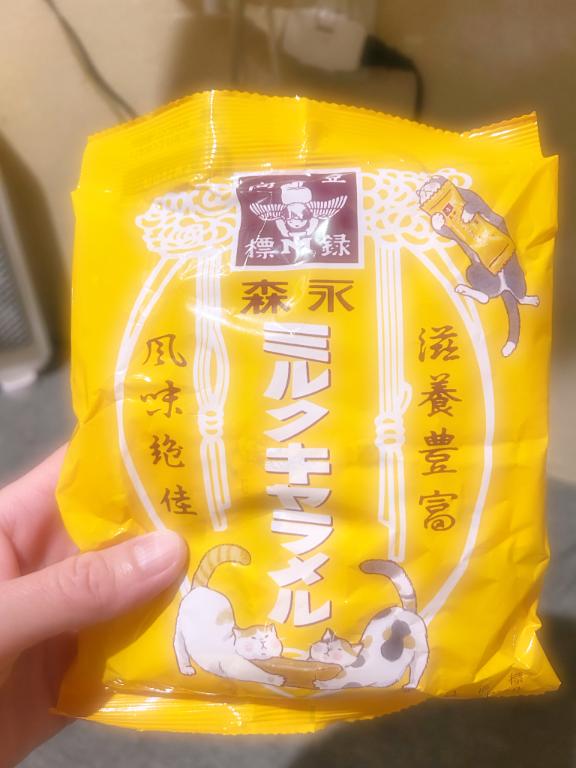 商 登
標 録
森永
ミルクキャラメル
滋養豊富
風味絶佳